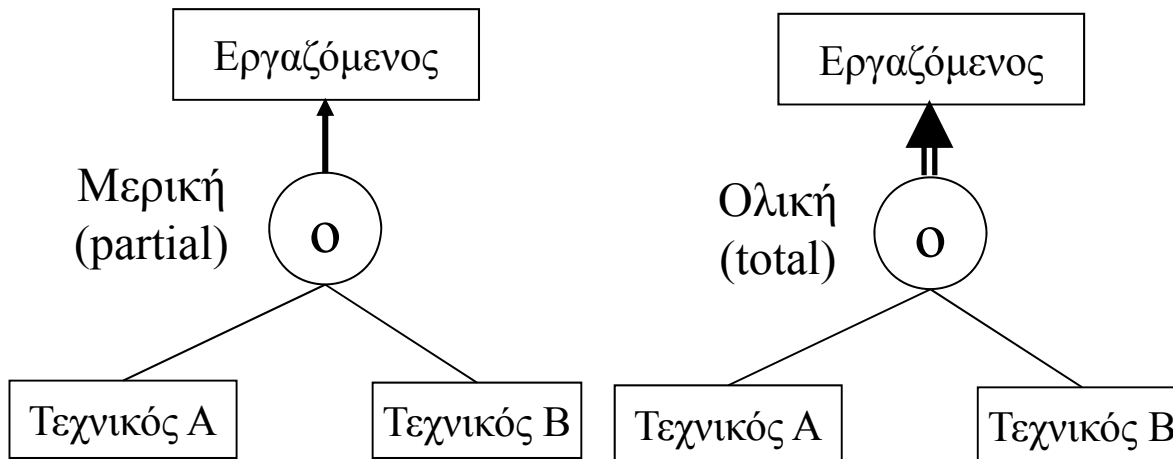 Εργαζόμενος
Μερική
(partial)
ο
Τεχνικός Α
Τεχνικός Β
Εργαζόμενος
Ολική
(total)
ο
Τεχνικός Α
Τεχνικός Β